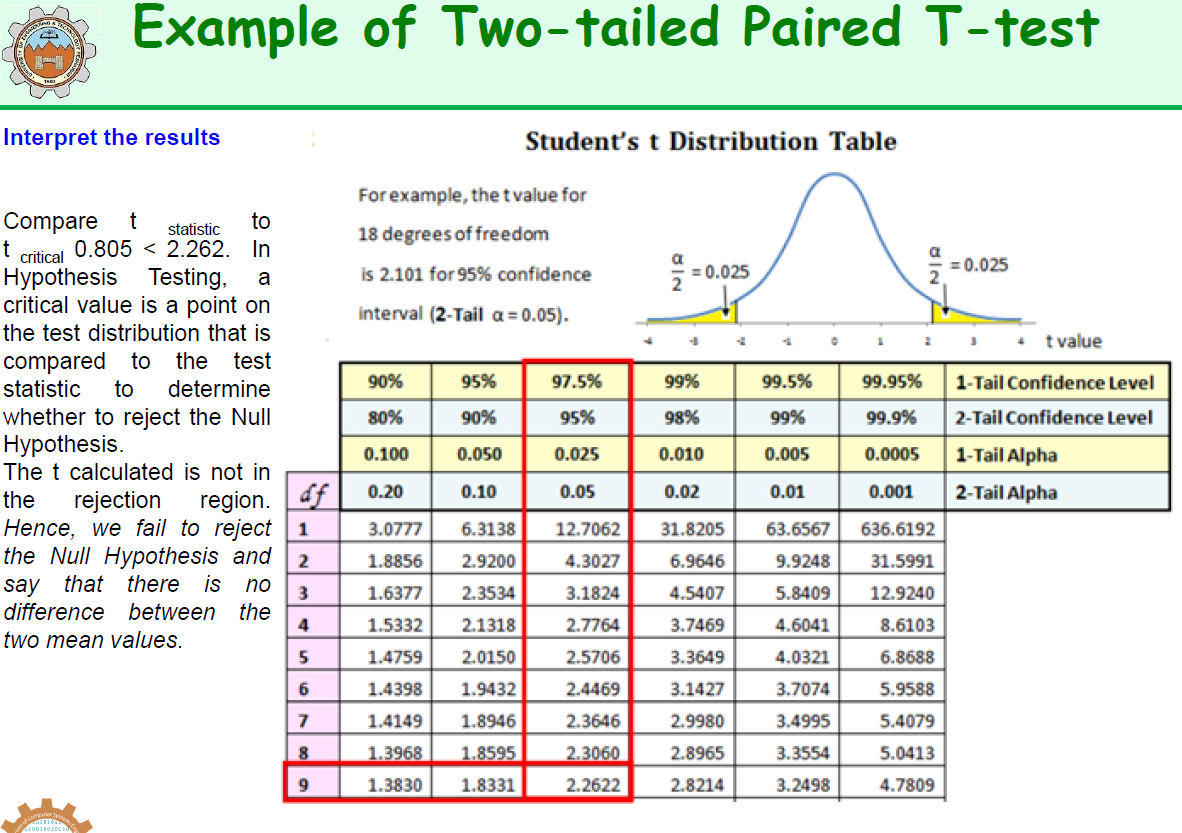 Example of Two-tailed Paired T-test
Interpret the results
Compare t statistic to
t critical 0.805 < 2.262. In
Hypothesis Testing, a
critical value is a point on
the test distribution that is
compared to the test
statistic to determine
whether to reject the Null
Hypothesis.
The t calculated is not in
the rejection region.
Hence, we fail to reject
the Null Hypothesis and
say that there is no
difference between the
two mean values.
Student's t Distribution Table
For example, the t value for
18 degrees of freedom
is 2.101 for 95% confidence
interval (2-Tail α = 0.05).
α/2 = 0.025
α/2 = 0.025
-4 -3 -2 -1 0 1 2 3 4 t value
90% 95% 97.5% 99% 99.5% 99.95% 1-Tail Confidence Level
80% 90% 95% 98% 99% 99.9% 2-Tail Confidence Level
0.100 0.050 0.025 0.010 0.005 0.0005 1-Tail Alpha
df 0.20 0.10 0.05 0.02 0.01 0.001 2-Tail Alpha
1 3.0777 6.3138 12.7062 31.8205 63.6567 636.6192
2 1.8856 2.9200 4.3027 6.9646 9.9248 31.5991
3 1.6377 2.3534 3.1824 4.5407 5.8409 12.9240
4 1.5332 2.1318 2.7764 3.7469 4.6041 8.6103
5 1.4759 2.0150 2.5706 3.3649 4.0321 6.8688
6 1.4398 1.9432 2.4469 3.1427 3.7074 5.9588
7 1.4149 1.8946 2.3646 2.9980 3.4995 5.4079
8 1.3968 1.8595 2.3060 2.8965 3.3554 5.0413
9 1.3830 1.8331 2.2622 2.8214 3.2498 4.7809